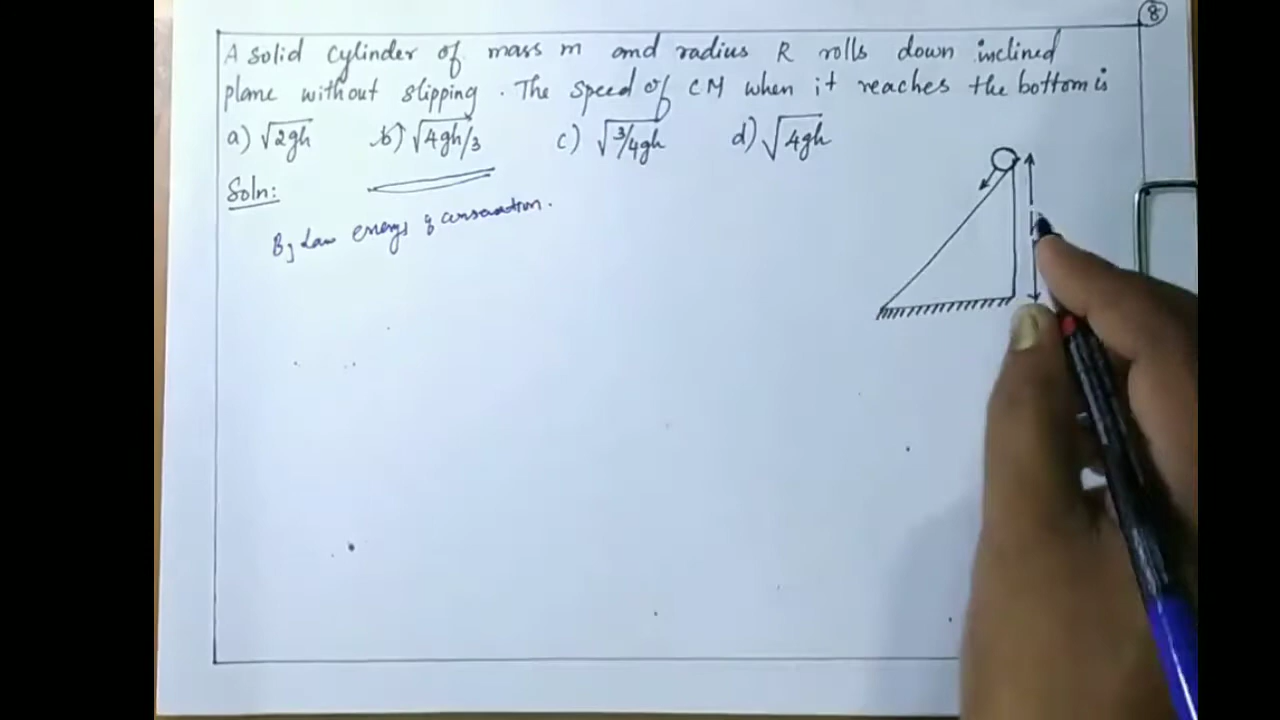 8
A solid cylinder of mass m and radius R rolls down inclined
plane without slipping. The speed of CM when it reaches the bottom is
a) √2gh b) √4gh/3 c) √3/4gh d) √4gh
Soln:
By Law energy of conservation.